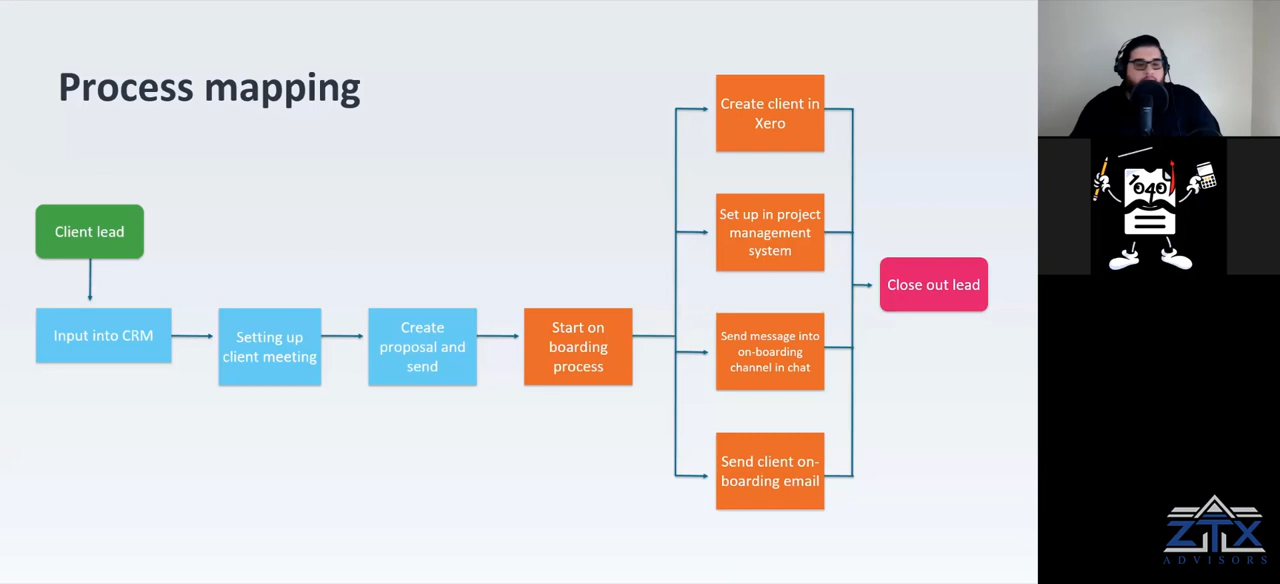 Process mapping
Client lead
Input into CRM
Setting up
client meeting
Create
proposal and
send
Start on
boarding
process
Create client in
Xero
Set up in project
management
system
Send message into
on-boarding
channel in chat
Send client on-
boarding email
Close out lead
1040
ZTX
ADVISORS